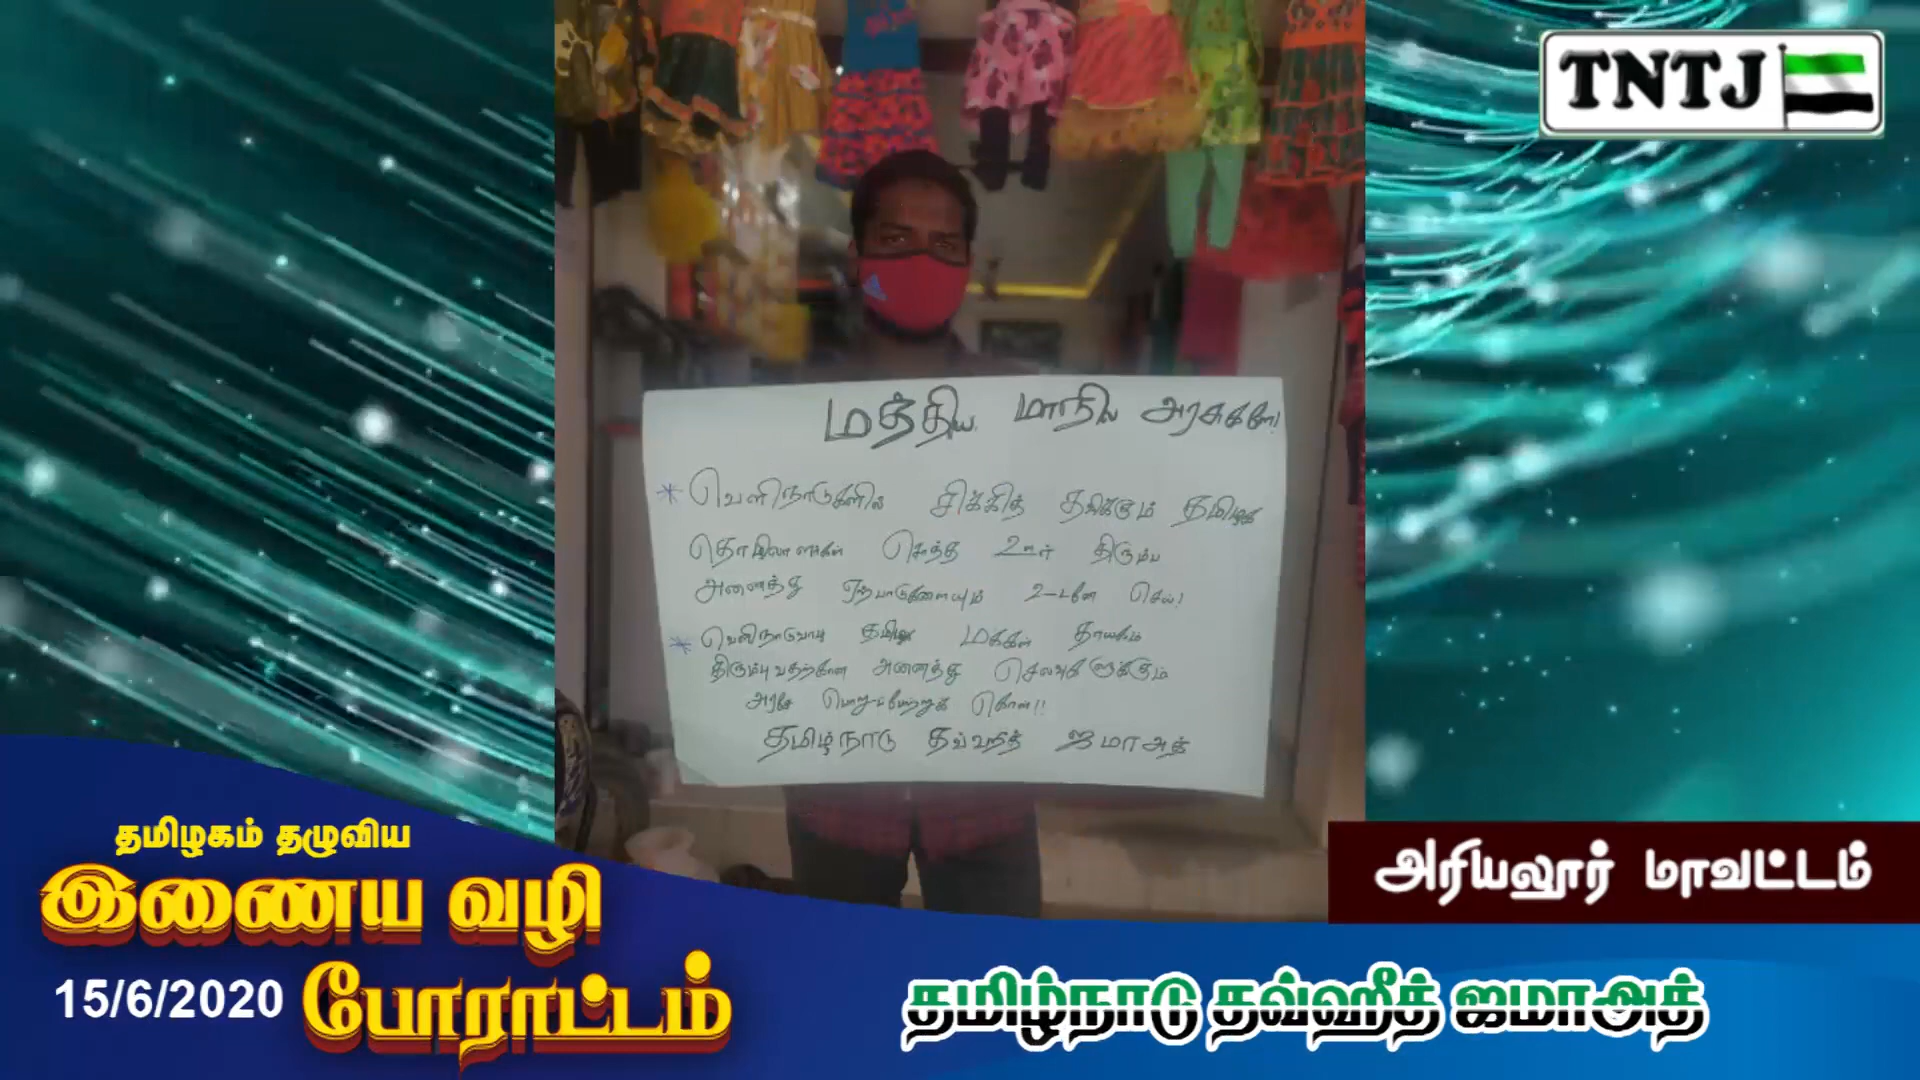 TNTJ
மத்திய மாநில அரசுகளே!
* வெளிநாடுகளில் சிக்கித் தவிக்கும் தமிழக
தொழிலாளர்கள் சொந்த ஊர் திரும்ப
அனைத்து ஏற்பாடுகளையும் உடனே செய்!
* வெளிநாடுவாழ் தமிழ் மக்கள் தாயகம்
திரும்புவதற்கான அனைத்து செலவுகளுக்கும்
அரசே பொறுப்பேற்றுக் கொள்!!
தமிழ்நாடு தவ்ஹீத் ஜமாஅத்
தமிழகம் தழுவிய
இணைய வழி
போராட்டம்
15/6/2020
அரியலூர் மாவட்டம்
தமிழ்நாடு தவ்ஹீத் ஜமாஅத்